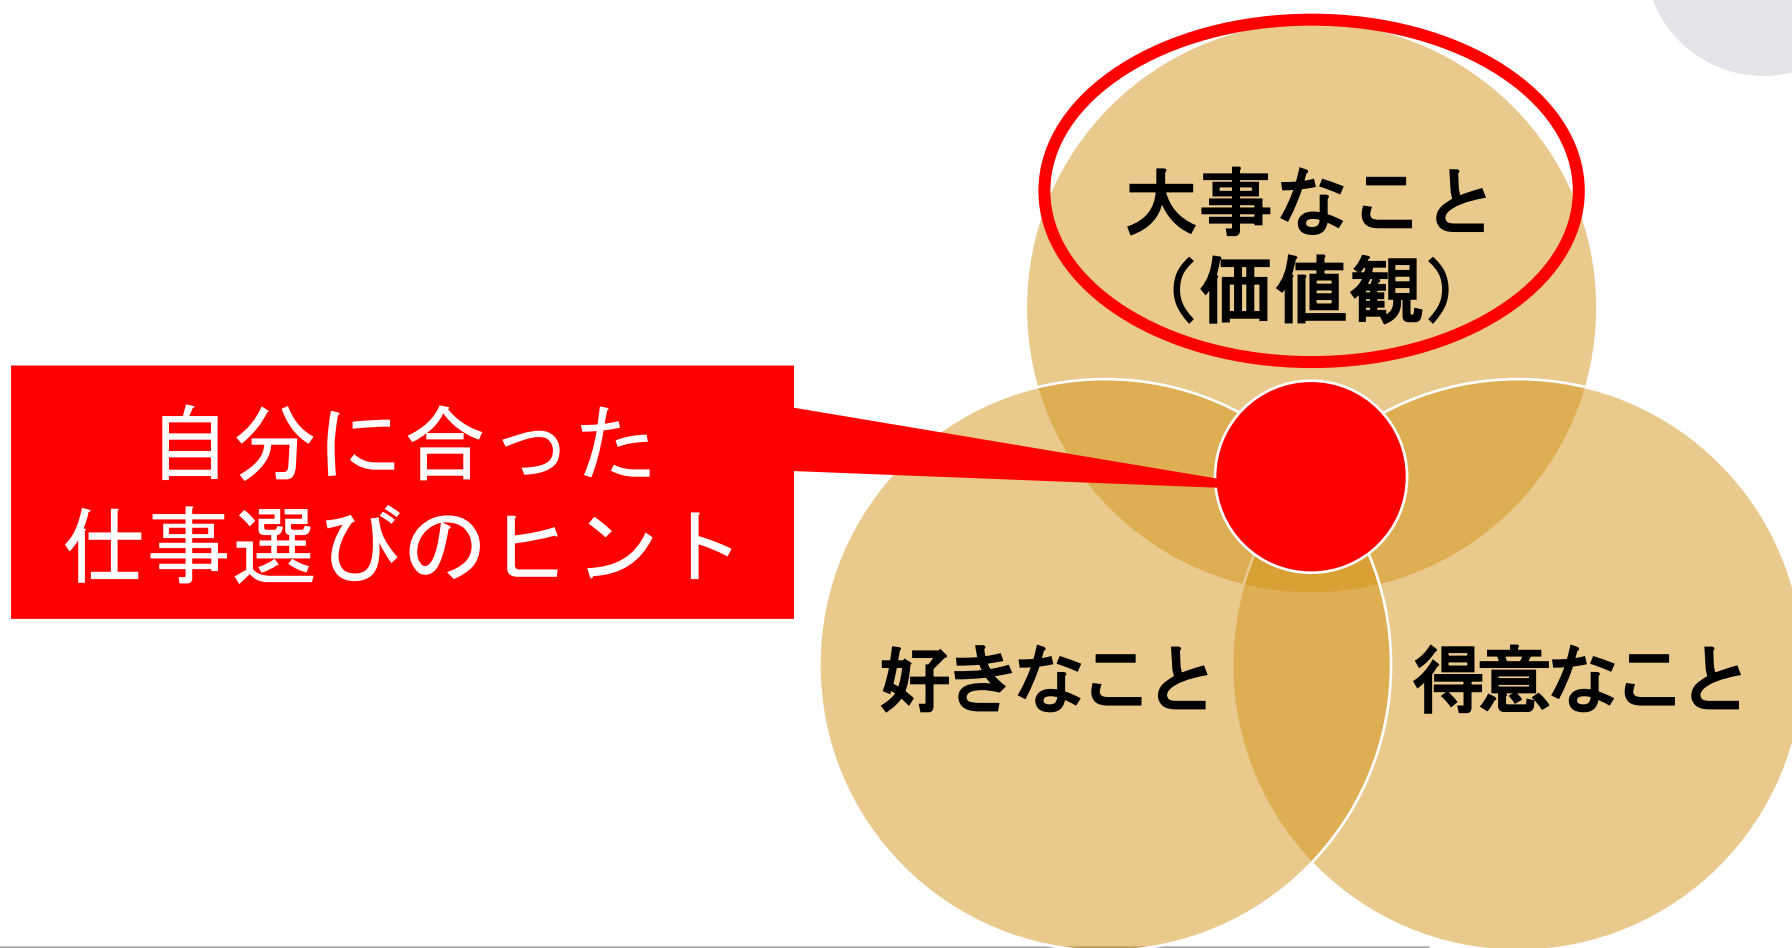 大事なこと
（価値観）
自分に合った
仕事選びのヒント
好きなこと
得意なこと